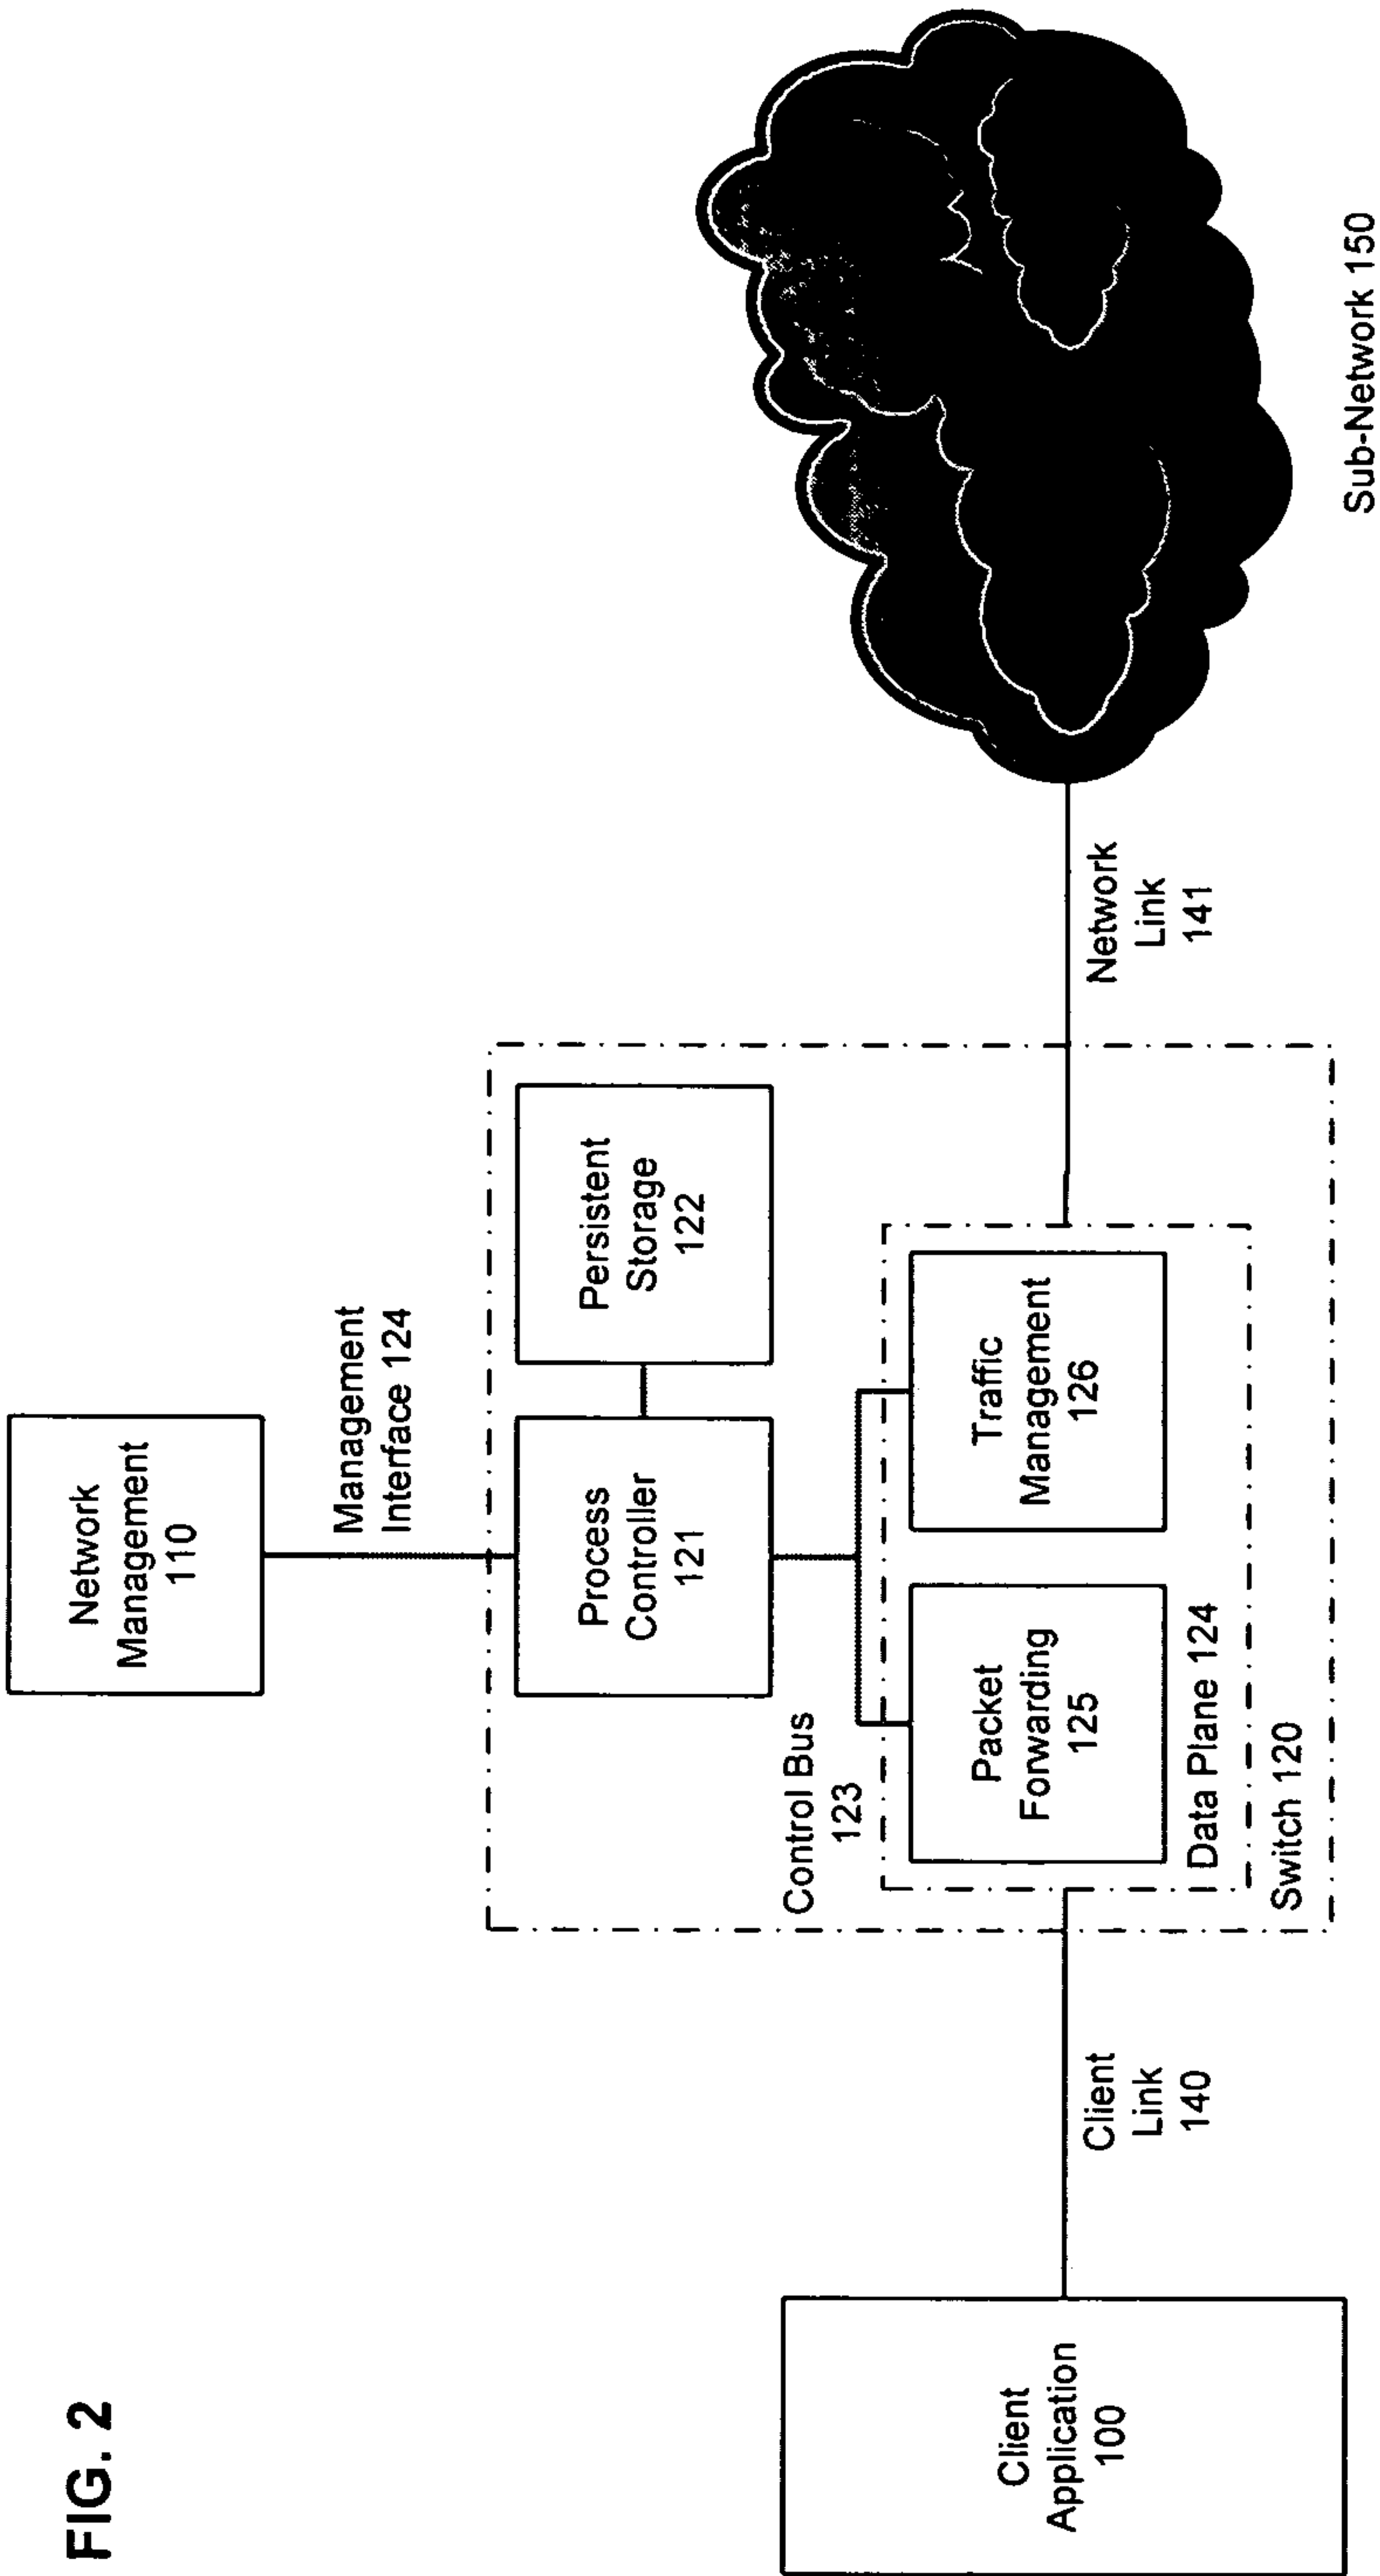 FIG. 2
Network
Management
110
Management
Interface 124
Process
Controller
121
Persistent
Storage
122
Control Bus
123
Packet
Forwarding
125
Traffic
Management
126
Data Plane 124
Switch 120
Client
Application
100
Client
Link
140
Network
Link
141
Sub-Network 150